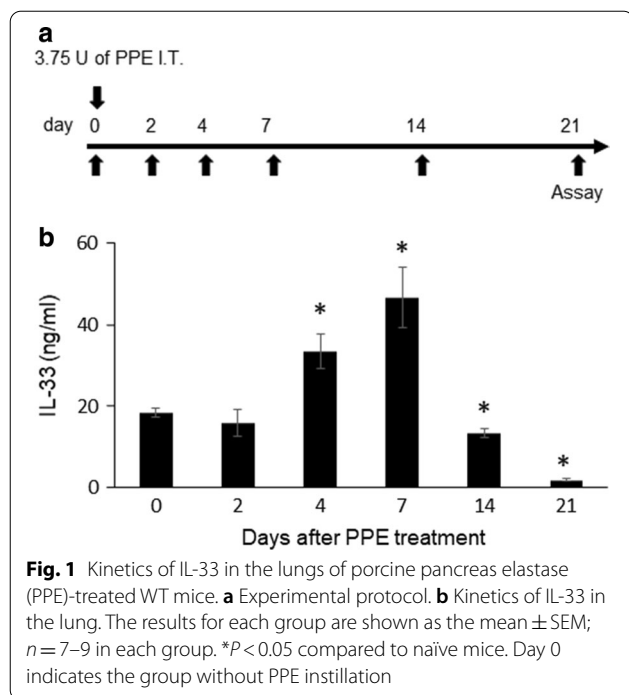 a
3.75 U of PPE I.T.
day 0 2 4 7 14 21
Assay
b
60
40
20
0
IL-33 (ng/ml)
* * * *
0 2 4 7 14 21
Days after PPE treatment
Fig. 1 Kinetics of IL-33 in the lungs of porcine pancreas elastase
(PPE)-treated WT mice. a Experimental protocol. b Kinetics of IL-33 in
the lung. The results for each group are shown as the mean ± SEM;
n = 7–9 in each group. *P < 0.05 compared to naïve mice. Day 0
indicates the group without PPE instillation